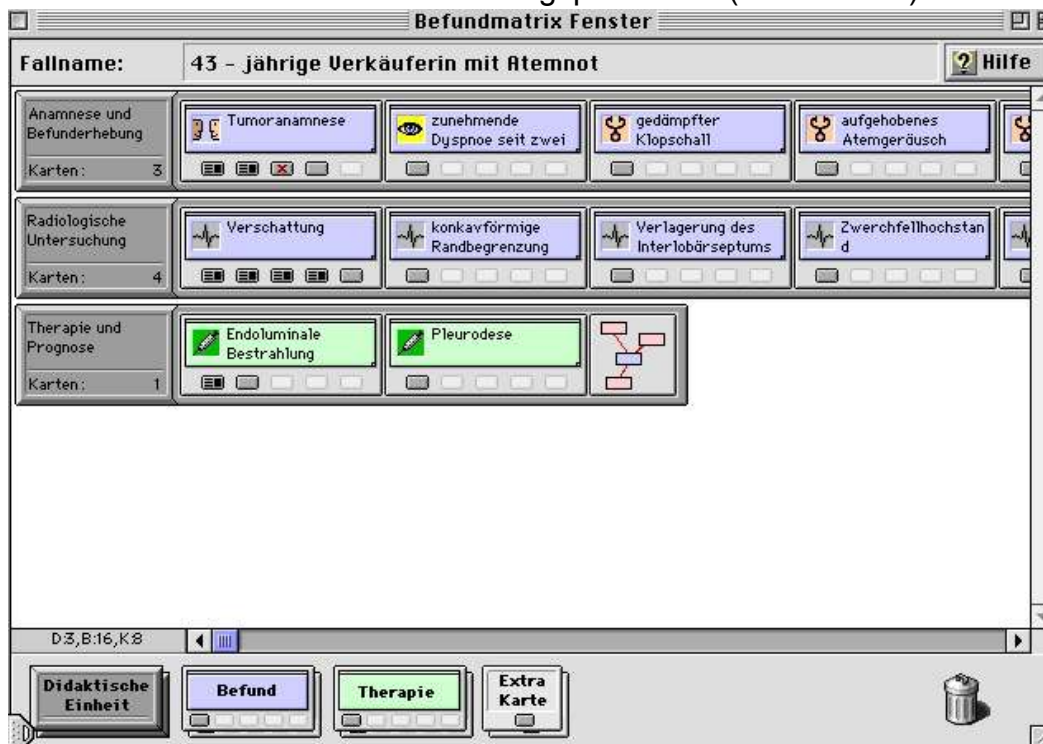 Befundmatrix Fenster
Fallname:
43 - jährige Verkäuferin mit Atemnot
Hilfe
Anamnese und
Befunderhebung
Karten: 3
Tumoranamnese
zunehmende
Dyspnoe seit zwei
gedämpfter
Klopschall
aufgehobenes
Atemgeräusch
Radiologische
Untersuchung
Karten: 4
Verschattung
konkavförmige
Randbegrenzung
Verlagerung des
Interlobärseptums
Zwerchfellhochstan
d
Therapie und
Prognose
Karten: 1
Endoluminale
Bestrahlung
Pleurodese
D:3,B:16,K:8
Didaktische
Einheit
Befund
Therapie
Extra
Karte